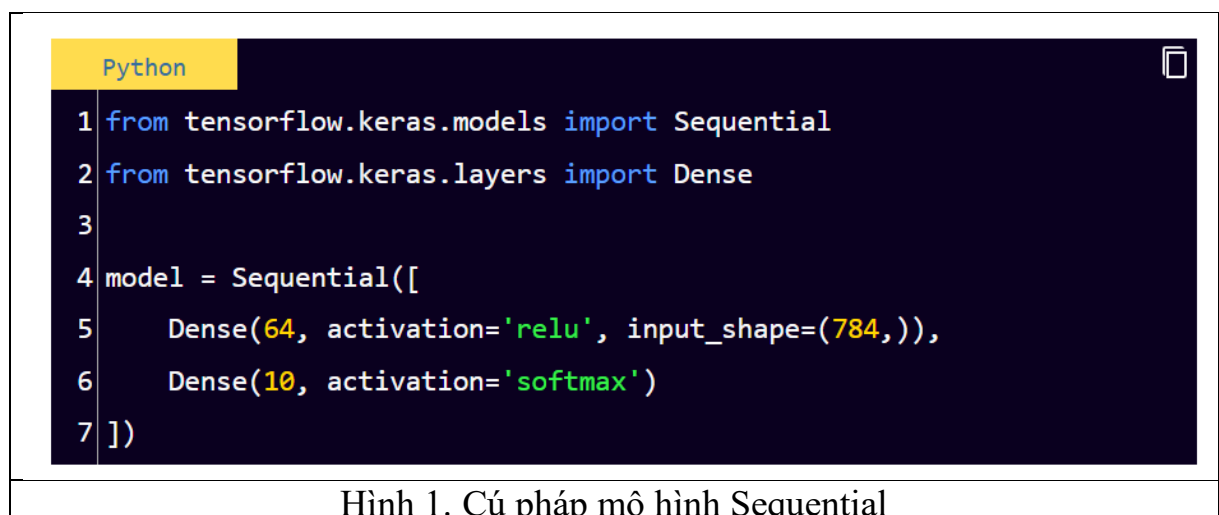 Python
1 from tensorflow.keras.models import Sequential
2 from tensorflow.keras.layers import Dense
3
4 model = Sequential([
5     Dense(64, activation='relu', input_shape=(784,)),
6     Dense(10, activation='softmax')
7 ])
Hình 1. Cú pháp mô hình Sequential